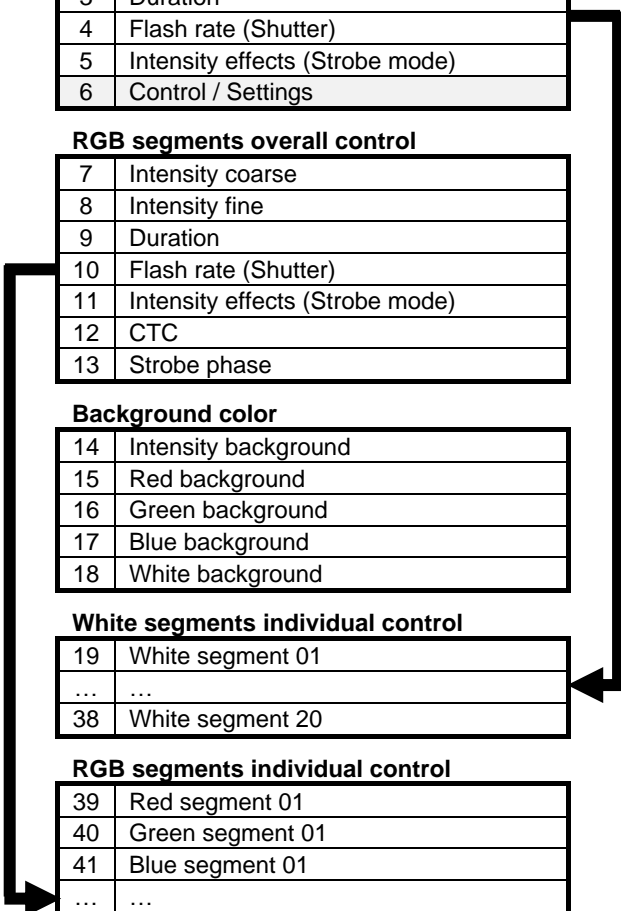 3 Duration
4 Flash rate (Shutter)
5 Intensity effects (Strobe mode)
6 Control / Settings
RGB segments overall control
7 Intensity coarse
8 Intensity fine
9 Duration
10 Flash rate (Shutter)
11 Intensity effects (Strobe mode)
12 CTC
13 Strobe phase
Background color
14 Intensity background
15 Red background
16 Green background
17 Blue background
18 White background
White segments individual control
19 White segment 01
… …
38 White segment 20
RGB segments individual control
39 Red segment 01
40 Green segment 01
41 Blue segment 01
… …